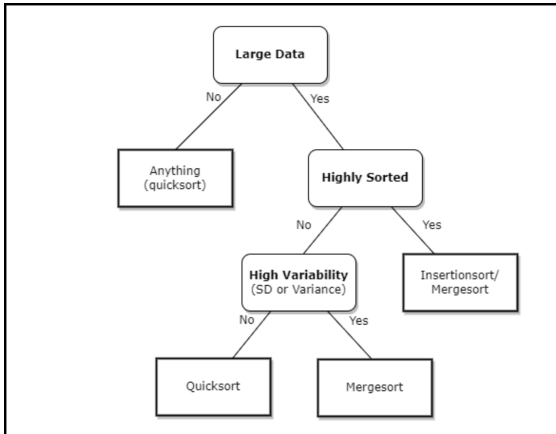 Large Data
No
Yes
Anything
(quicksort)
Highly Sorted
No
Yes
High Variability
(SD or Variance)
Insertionsort/
Mergesort
No
Yes
Quicksort
Mergesort